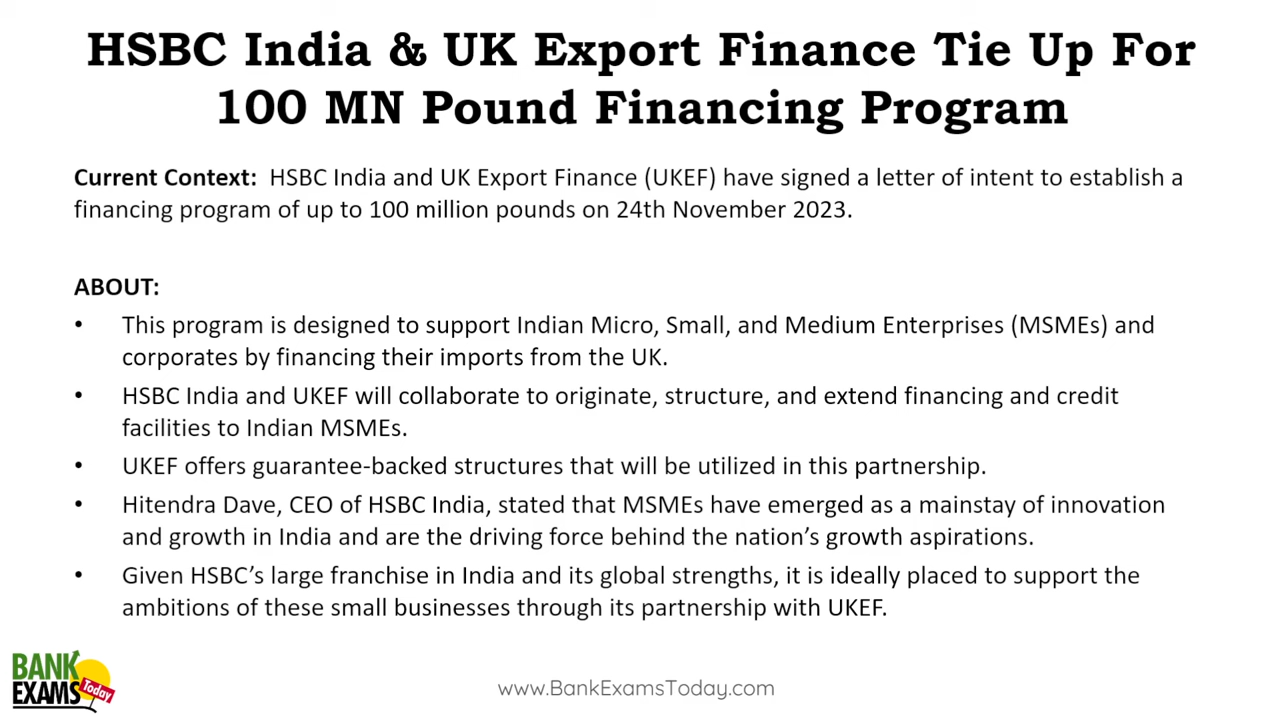 HSBC India & UK Export Finance Tie Up For
100 MN Pound Financing Program
Current Context: HSBC India and UK Export Finance (UKEF) have signed a letter of intent to establish a
financing program of up to 100 million pounds on 24th November 2023.
ABOUT:
• This program is designed to support Indian Micro, Small, and Medium Enterprises (MSMEs) and
corporates by financing their imports from the UK.
• HSBC India and UKEF will collaborate to originate, structure, and extend financing and credit
facilities to Indian MSMEs.
• UKEF offers guarantee-backed structures that will be utilized in this partnership.
• Hitendra Dave, CEO of HSBC India, stated that MSMEs have emerged as a mainstay of innovation
and growth in India and are the driving force behind the nation’s growth aspirations.
• Given HSBC’s large franchise in India and its global strengths, it is ideally placed to support the
ambitions of these small businesses through its partnership with UKEF.
BANK
EXAMS Today
www.BankExamsToday.com